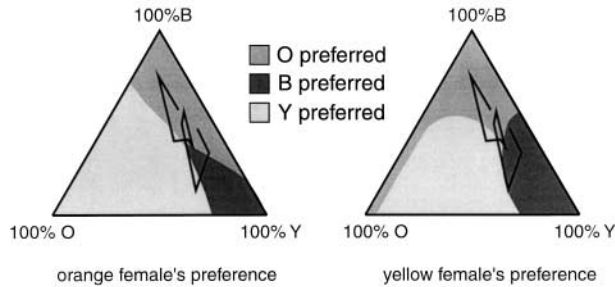 100%B
100%B
O preferred
B preferred
Y preferred
100% O
100% Y
100% O
100% Y
orange female's preference
yellow female's preference